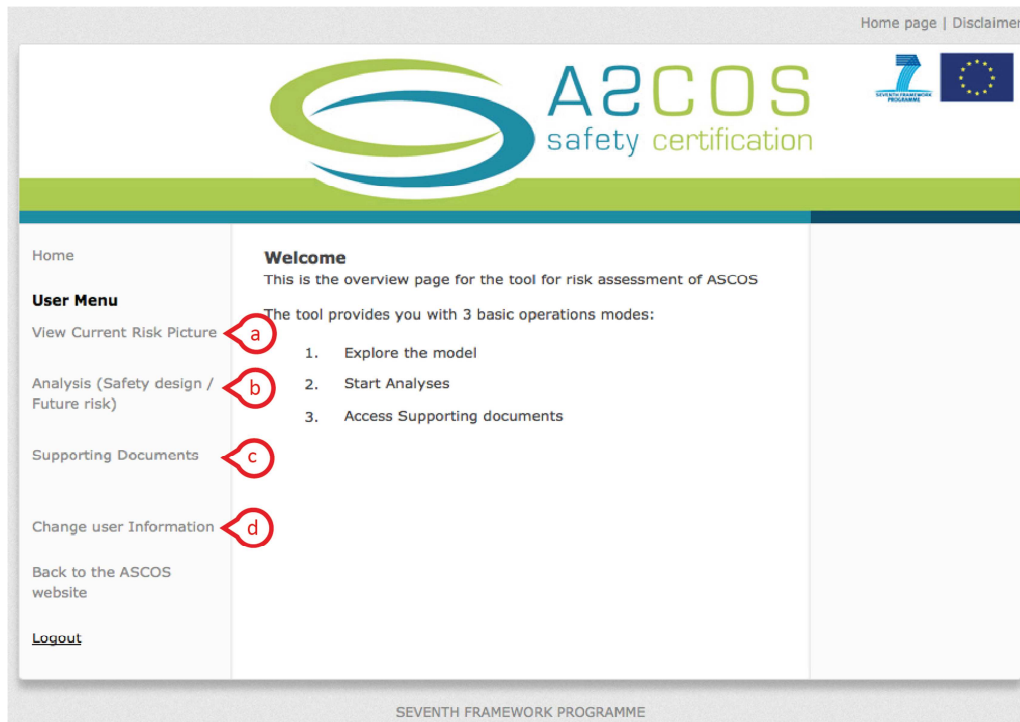 Home page | Disclaimer
ASCOS
safety certification
SEVENTH FRAMEWORK
PROGRAMME
Home
User Menu
View Current Risk Picture
a
Analysis (Safety design /
Future risk)
b
Supporting Documents
c
Change user Information
d
Back to the ASCOS
website
Logout
Welcome
This is the overview page for the tool for risk assessment of ASCOS
The tool provides you with 3 basic operations modes:
1. Explore the model
2. Start Analyses
3. Access Supporting documents
SEVENTH FRAMEWORK PROGRAMME